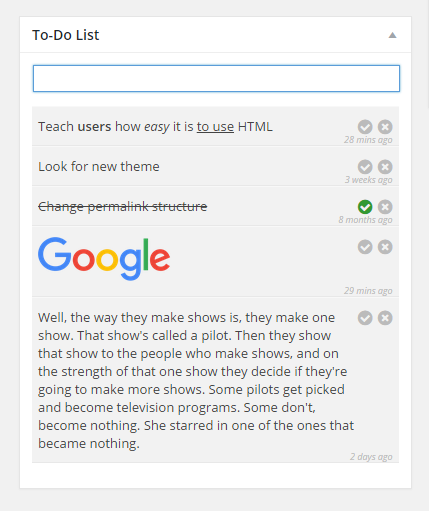 To-Do List
Teach users how easy it is to use HTML
28 mins ago
Look for new theme
3 weeks ago
Change permalink structure
8 months ago
Google
29 mins ago
Well, the way they make shows is, they make one
show. That show's called a pilot. Then they show
that show to the people who make shows, and on
the strength of that one show they decide if they're
going to make more shows. Some pilots get picked
and become television programs. Some don't,
become nothing. She starred in one of the ones that
became nothing.
2 days ago